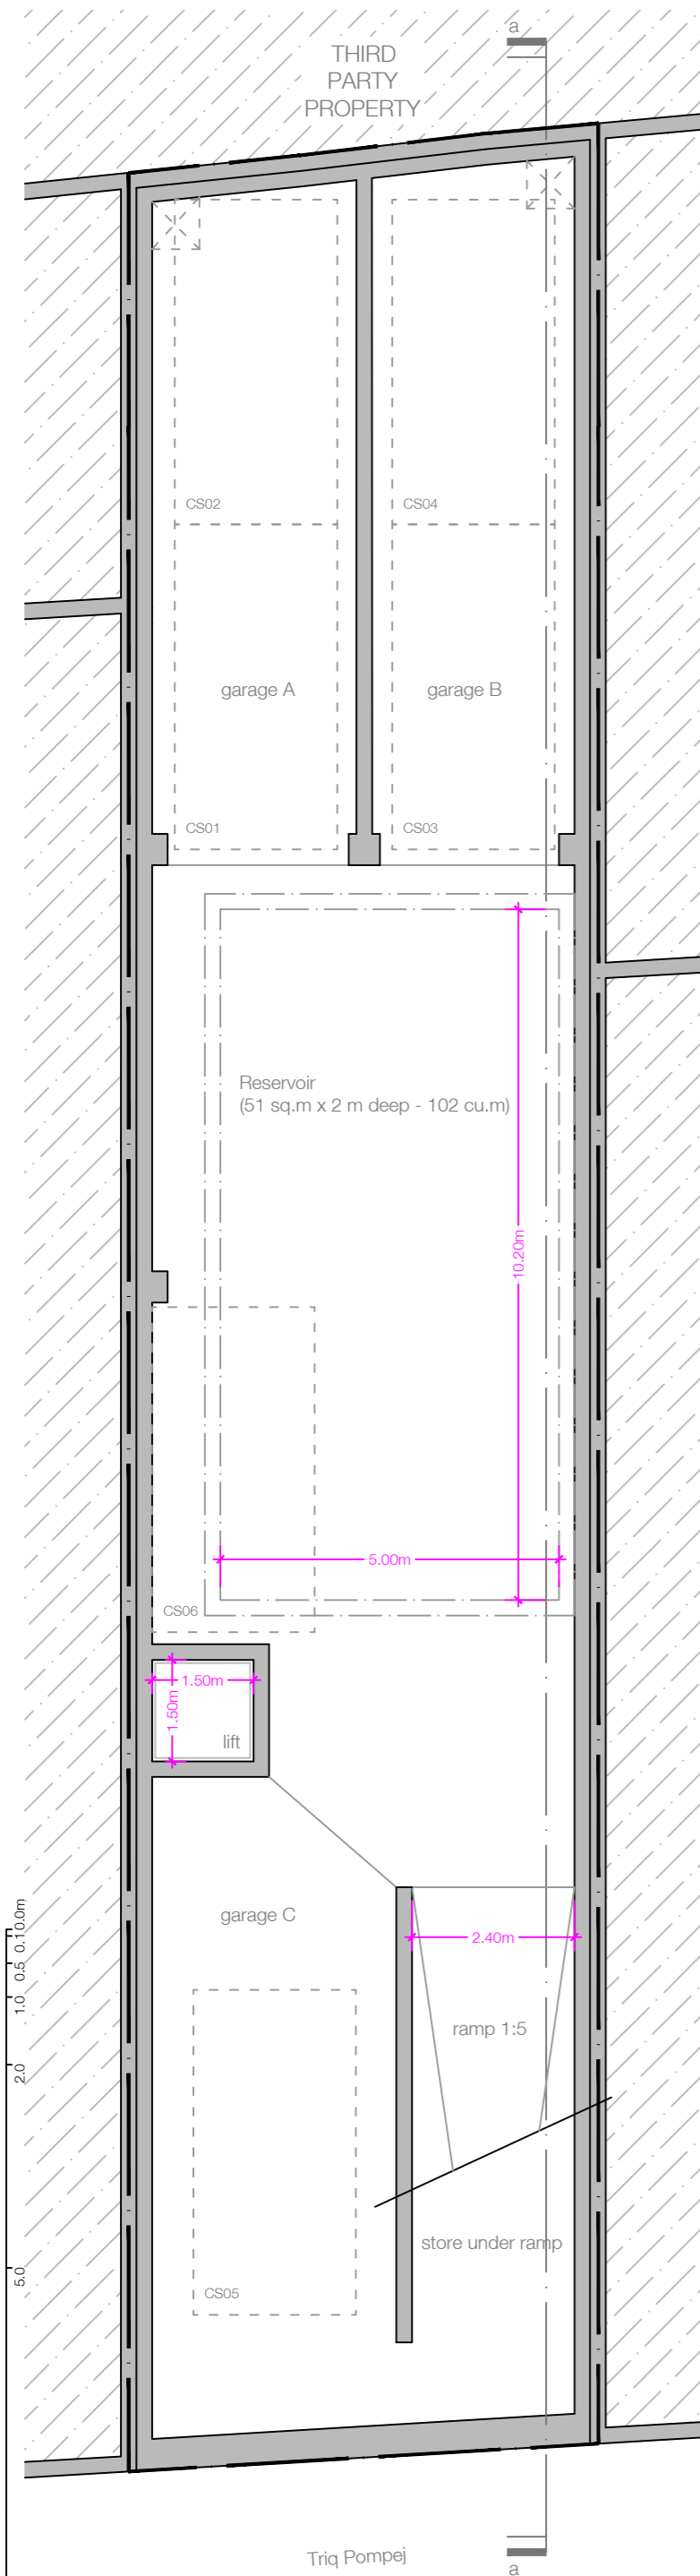 a
THIRD
PARTY
PROPERTY
CS02
CS04
garage A
garage B
CS01
CS03
Reservoir
(51 sq.m x 2 m deep - 102 cu.m)
10.20m
5.00m
CS06
1.50m
1.50m
lift
garage C
2.40m
ramp 1:5
store under ramp
CS05
0.0m
0.1
0.5
1.0
2.0
5.0
Triq Pompej
a